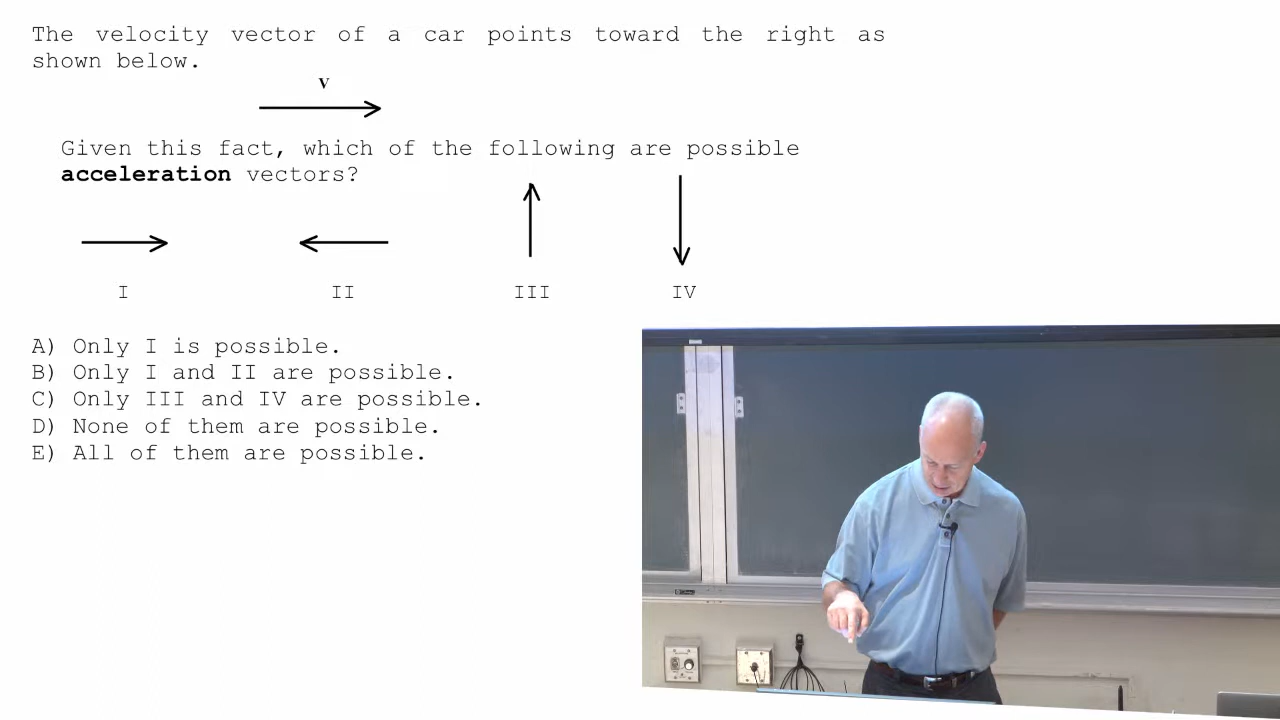 The velocity vector of a car points toward the right as
shown below.
v
Given this fact, which of the following are possible
acceleration vectors?
I II III IV
A) Only I is possible.
B) Only I and II are possible.
C) Only III and IV are possible.
D) None of them are possible.
E) All of them are possible.